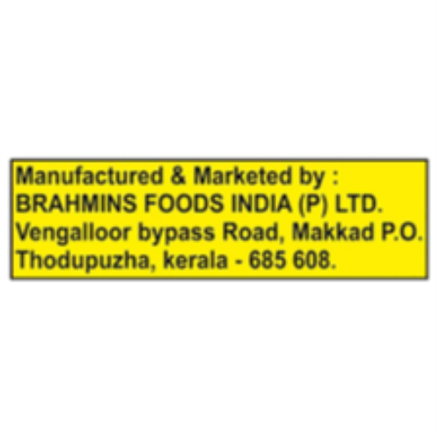 Manufactured & Marketed by :
BRAHMINS FOODS INDIA (P) LTD.
Vengalloor bypass Road, Makkad P.O.
Thodupuzha, kerala - 685 608.